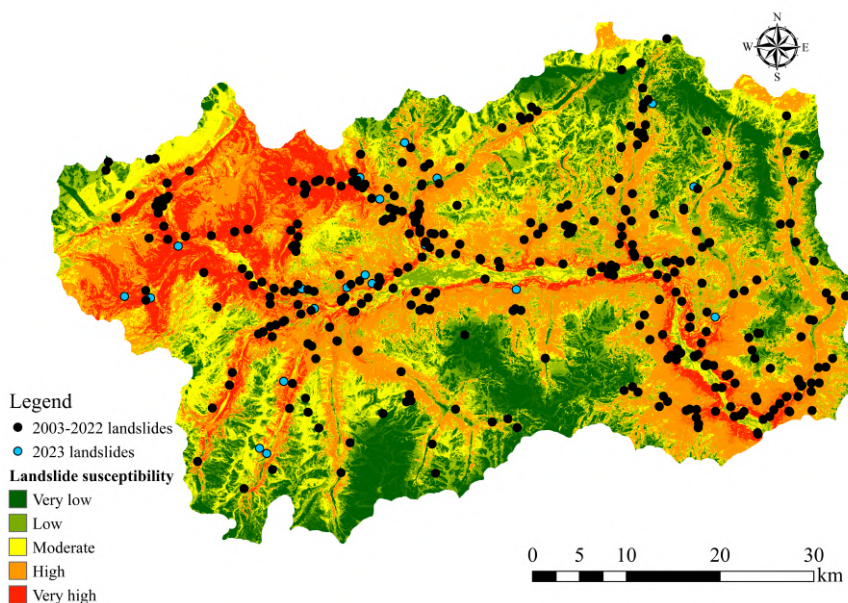 N
W E
S
Legend
2003-2022 landslides
2023 landslides
Landslide susceptibility
Very low
Low
Moderate
High
Very high
0 5 10 20 30
km